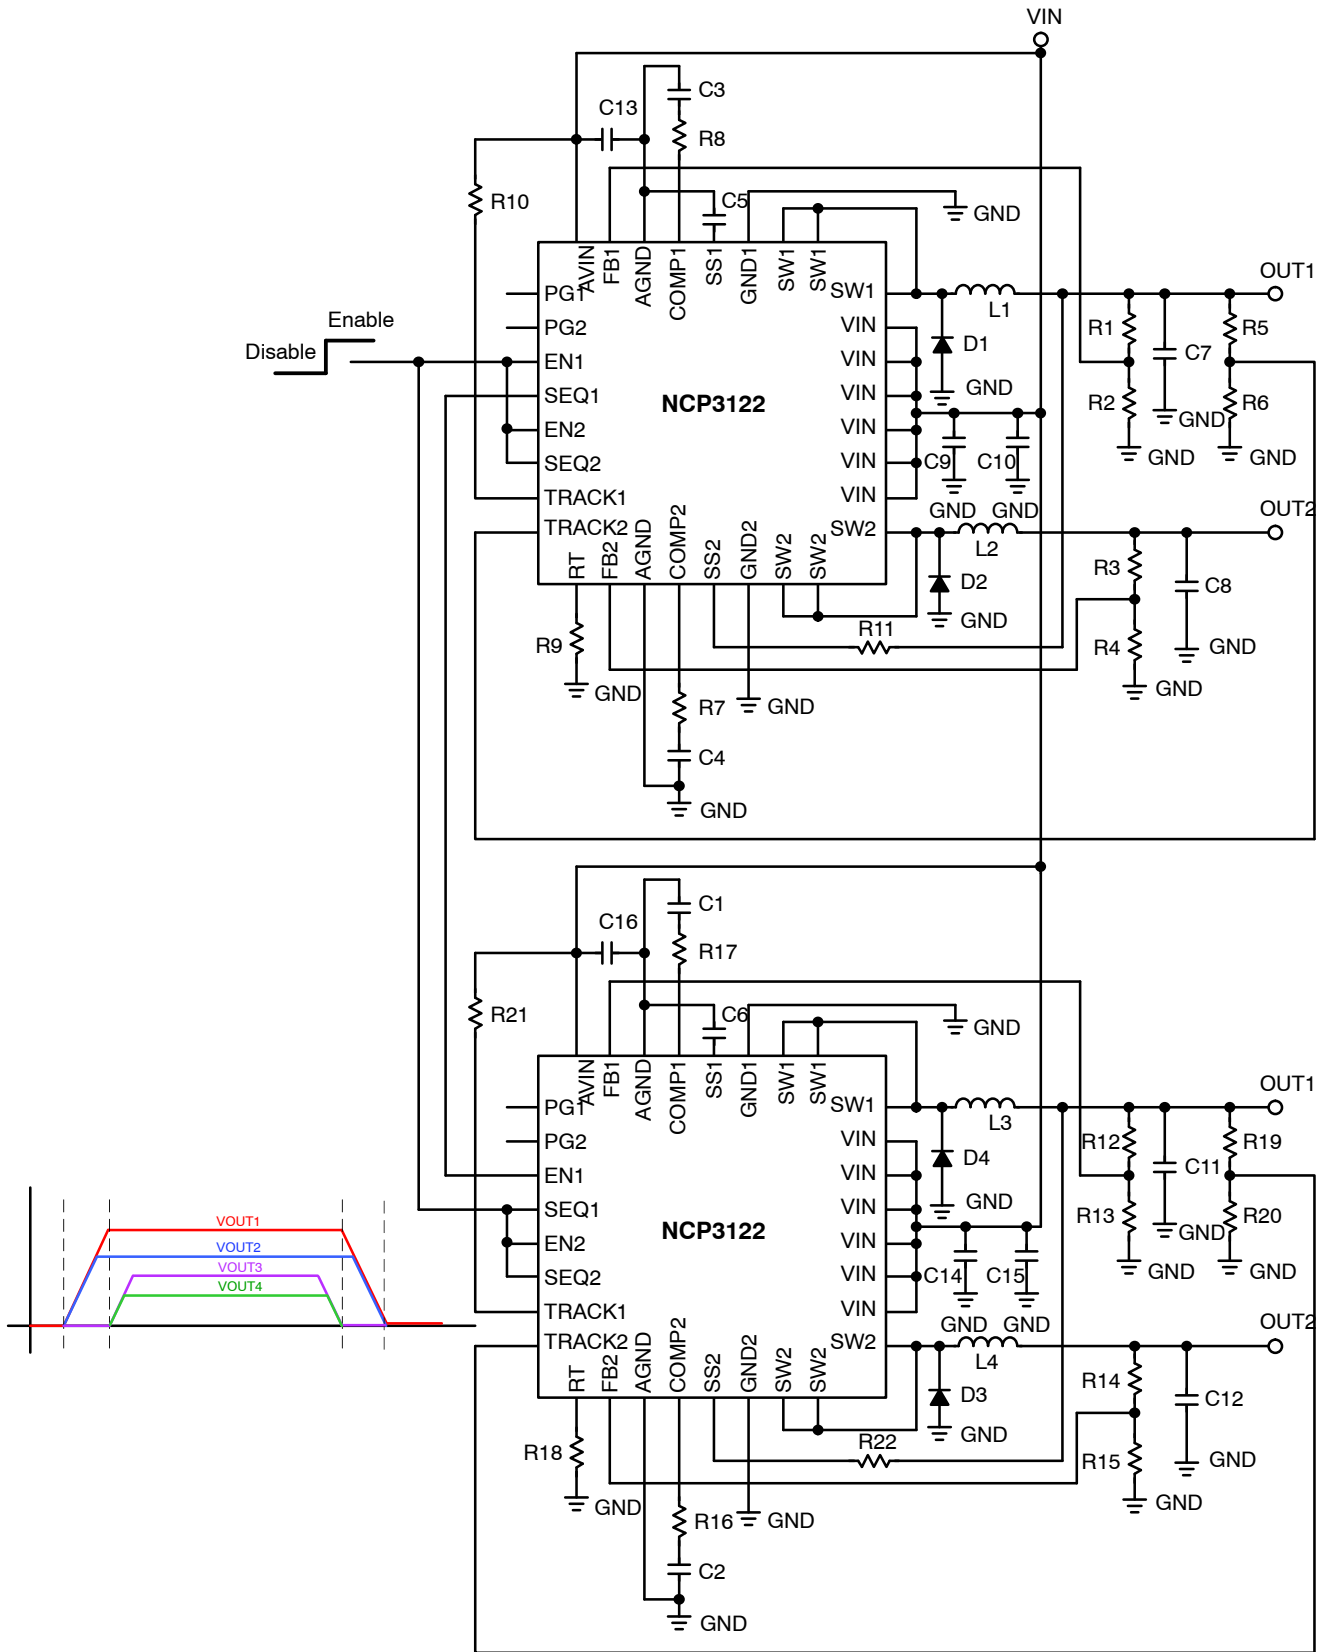 VIN
C3
C13
R8
R10
C5
GND
AVIN
FB1
AGND
COMP1
SS1
GND1
SW1
SW1
OUT1
PG1
SW1
L1
Enable
PG2
VIN
R1
R5
Disable
D1
C7
EN1
VIN
GND
SEQ1
NCP3122
VIN
R2
GND
R6
EN2
VIN
GND
GND
SEQ2
VIN
C9
C10
TRACK1
VIN
GND
GND
OUT2
TRACK2
SW2
L2
RT
FB2
AGND
COMP2
SS2
GND2
SW2
SW2
R3
D2
C8
GND
R11
R9
R4
GND
GND
GND
R7
GND
C4
GND
C1
C16
R17
R21
C6
GND
AVIN
FB1
AGND
COMP1
SS1
GND1
SW1
SW1
OUT1
PG1
SW1
L3
PG2
VIN
R12
R19
D4
C11
EN1
VIN
GND
SEQ1
VIN
R13
GND
R20
VOUT1
NCP3122
EN2
VIN
VOUT2
GND
GND
VOUT3
SEQ2
VIN
C14
C15
VOUT4
TRACK1
VIN
GND
GND
OUT2
TRACK2
SW2
L4
RT
FB2
AGND
COMP2
SS2
GND2
SW2
SW2
R14
D3
C12
GND
R22
R18
R15
GND
GND
GND
R16
GND
C2
GND